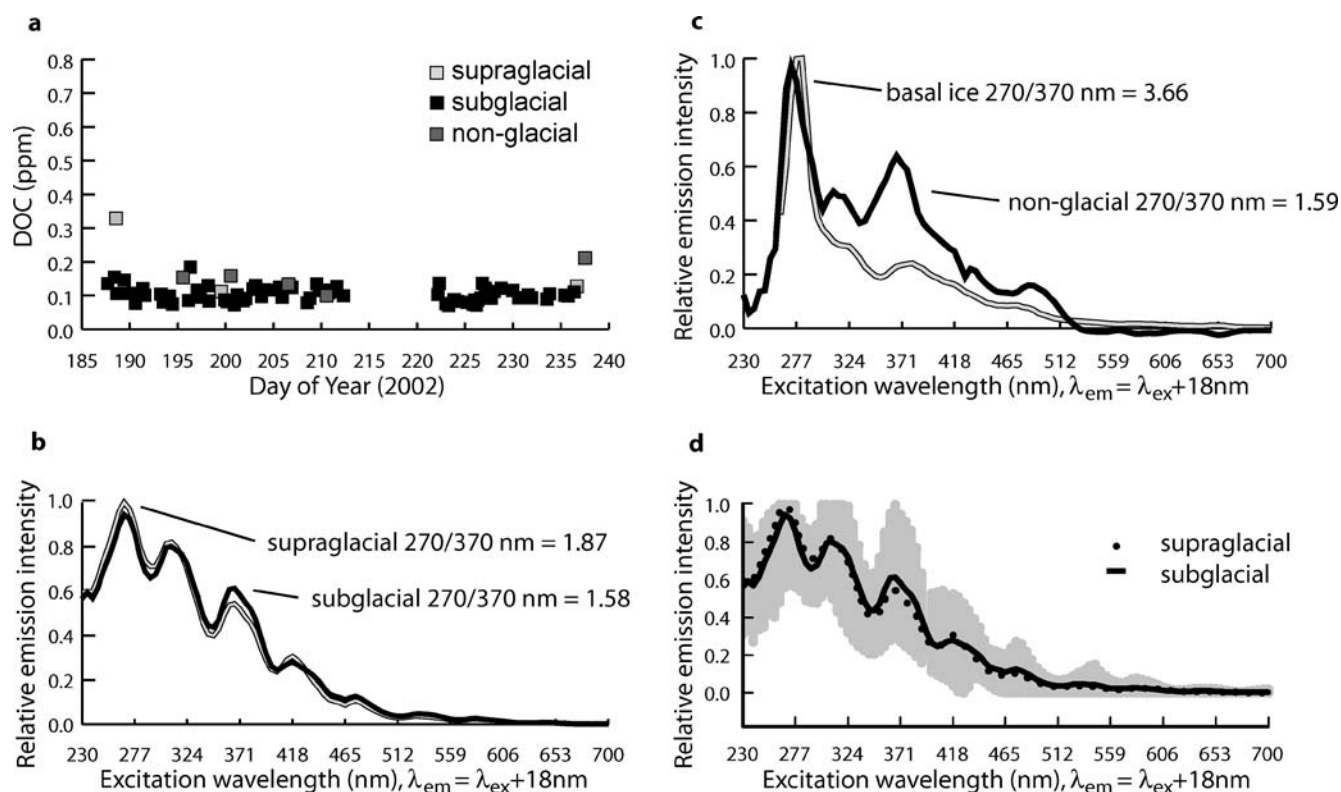 a
0.8
0.7
0.6
0.5
0.4
0.3
0.2
0.1
0.0
DOC (ppm)
supraglacial
subglacial
non-glacial
185 190 195 200 205 210 215 220 225 230 235 240
Day of Year (2002)
c
1.0
0.8
0.6
0.4
0.2
0
Relative emission intensity
basal ice 270/370 nm = 3.66
non-glacial 270/370 nm = 1.59
230 277 324 371 418 465 512 559 606 653 700
Excitation wavelength (nm), λem = λex+18nm
b
1.0
0.8
0.6
0.4
0.2
0.0
Relative emission intensity
supraglacial 270/370 nm = 1.87
subglacial 270/370 nm = 1.58
230 277 324 371 418 465 512 559 606 653 700
Excitation wavelength (nm), λem = λex+18nm
d
1.0
0.8
0.6
0.4
0.2
0.0
Relative emission intensity
supraglacial
subglacial
230 277 324 371 418 465 512 559 606 653 700
Excitation wavelength (nm), λem = λex+18nm